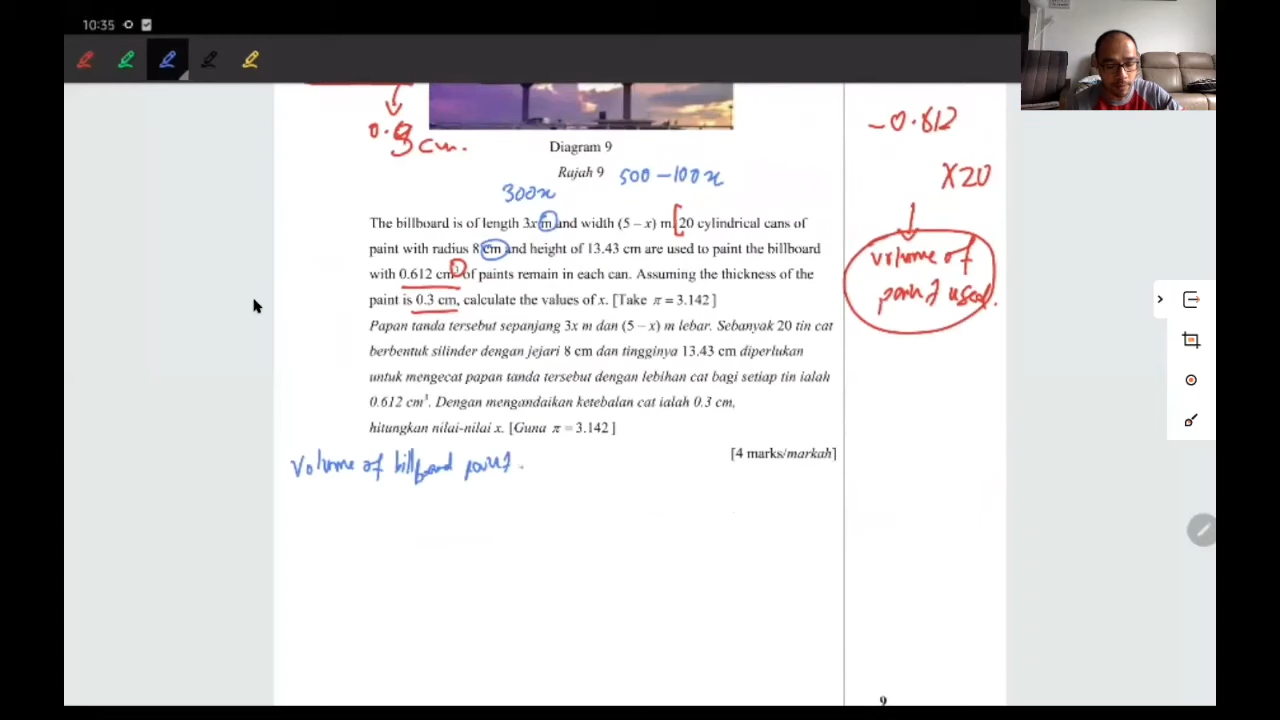 10:35
-0.612
0.3cm.
Diagram 9
Rajah 9 500-100x
x20
300x
The billboard is of length 3x m and width (5 – x) m. 20 cylindrical cans of
paint with radius 8 cm and height of 13.43 cm are used to paint the billboard
volume of
with 0.612 cm³ of paints remain in each can. Assuming the thickness of the
paint used.
paint is 0.3 cm, calculate the values of x. [Take π = 3.142]
Papan tanda tersebut sepanjang 3x m dan (5 – x) m lebar. Sebanyak 20 tin cat
berbentuk silinder dengan jejari 8 cm dan tingginya 13.43 cm diperlukan
untuk mengecat papan tanda tersebut dengan lebihan cat bagi setiap tin ialah
0.612 cm³. Dengan mengandaikan ketebalan cat ialah 0.3 cm,
hitungkan nilai-nilai x. [Guna π = 3.142]
[4 marks/markah]
Volume of billboard paint.
9